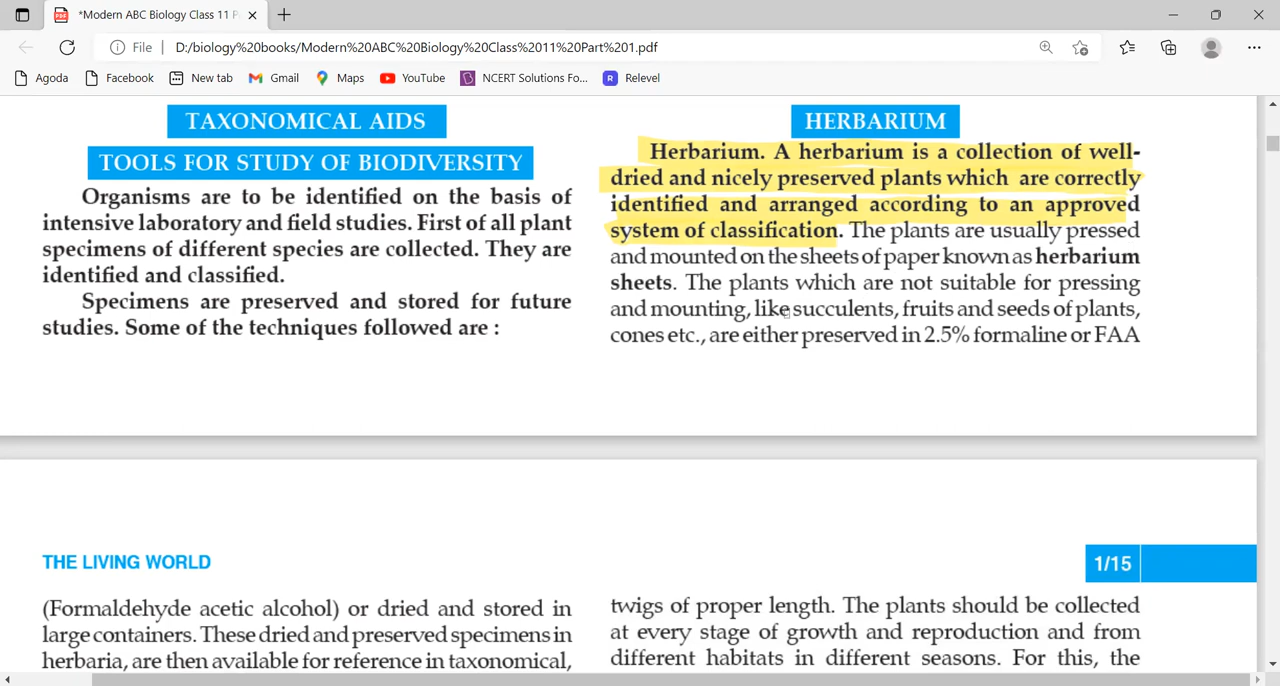 *Modern ABC Biology Class 11 P
File
D:/biology%20books/Modern%20ABC%20Biology%20Class%2011%20Part%201.pdf
Agoda
Facebook
New tab
Gmail
Maps
YouTube
NCERT Solutions Fo...
Relevel
TAXONOMICAL AIDS
TOOLS FOR STUDY OF BIODIVERSITY
Organisms are to be identified on the basis of
intensive laboratory and field studies. First of all plant
specimens of different species are collected. They are
identified and classified.
Specimens are preserved and stored for future
studies. Some of the techniques followed are :
HERBARIUM
Herbarium. A herbarium is a collection of well-
dried and nicely preserved plants which are correctly
identified and arranged according to an approved
system of classification. The plants are usually pressed
and mounted on the sheets of paper known as herbarium
sheets. The plants which are not suitable for pressing
and mounting, like succulents, fruits and seeds of plants,
cones etc., are either preserved in 2.5% formaline or FAA
THE LIVING WORLD
1/15
(Formaldehyde acetic alcohol) or dried and stored in
large containers. These dried and preserved specimens in
herbaria, are then available for reference in taxonomical,
twigs of proper length. The plants should be collected
at every stage of growth and reproduction and from
different habitats in different seasons. For this, the